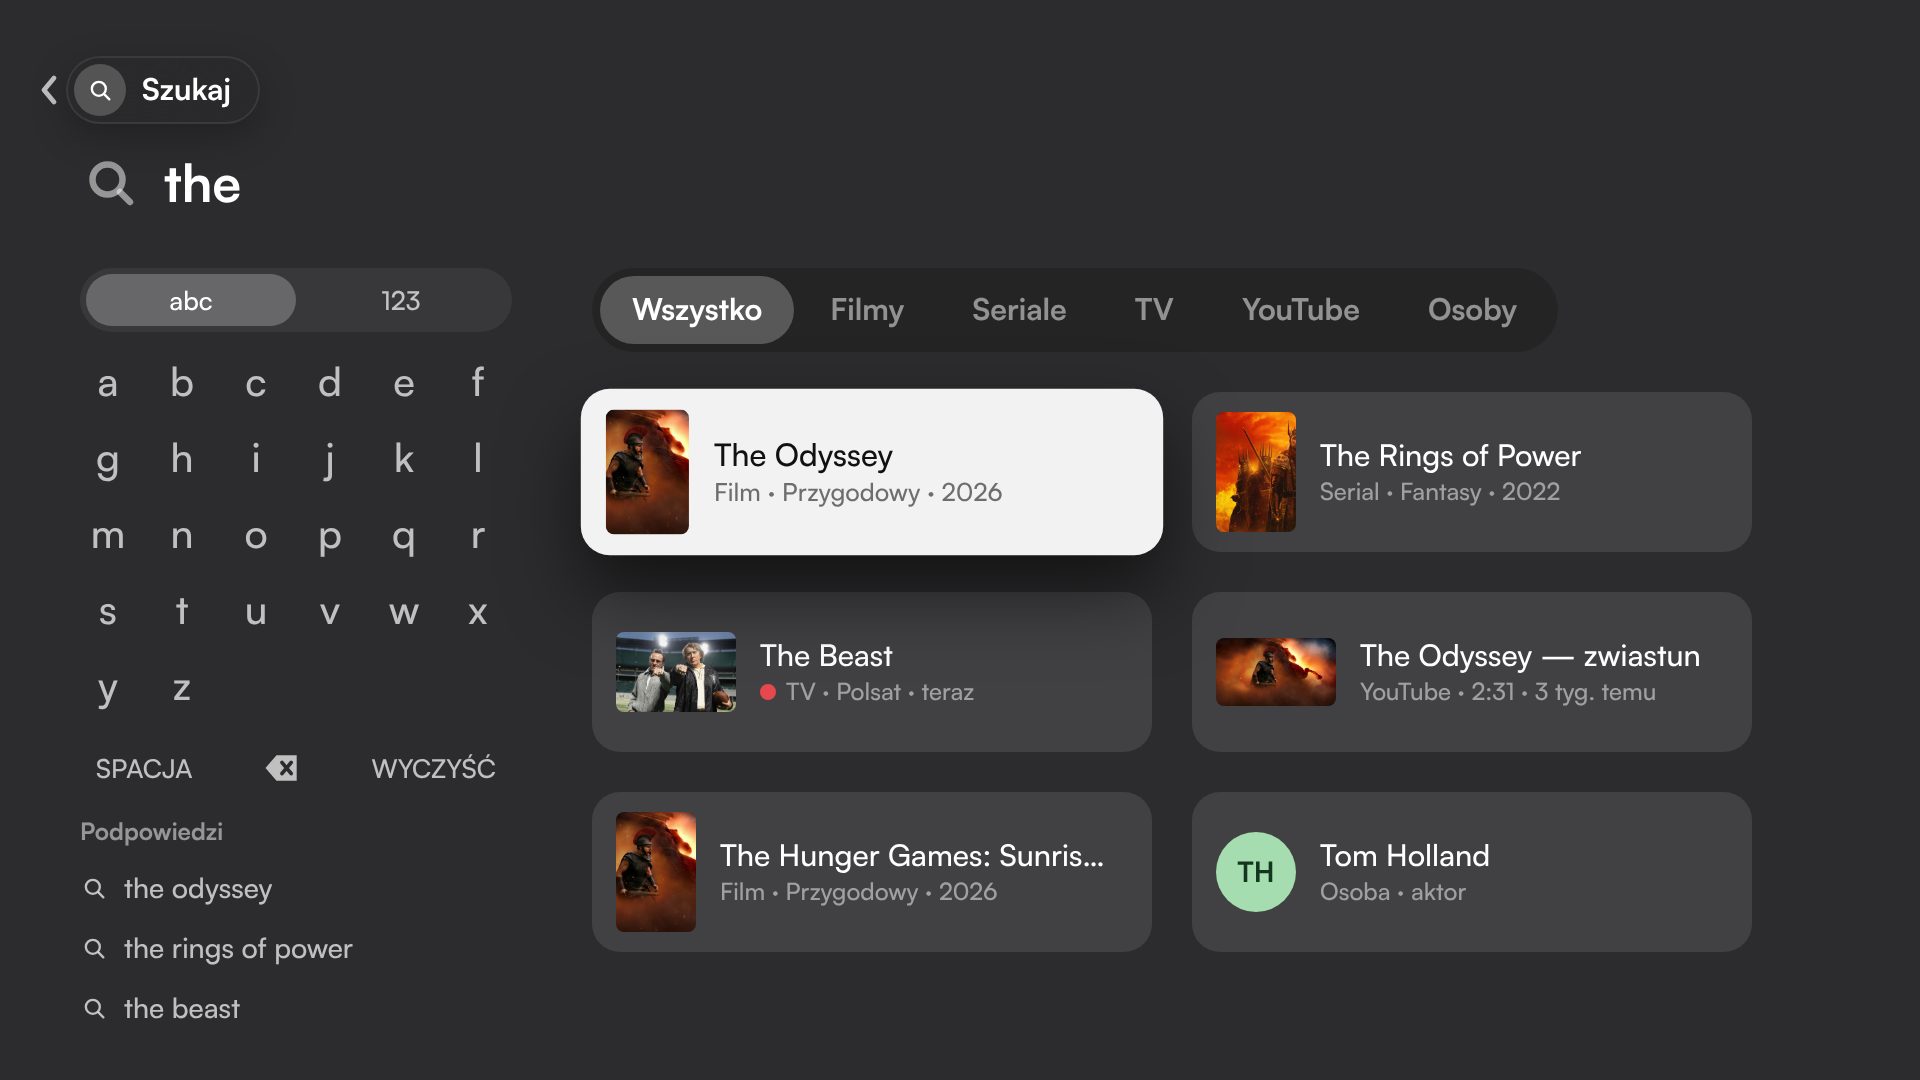 Szukaj
the
abc 123
a b c d e f
g h i j k l
m n o p q r
s t u v w x
y z
SPACJA WYCZYŚĆ
Podpowiedzi
the odyssey
the rings of power
the beast
Wszystko Filmy Seriale TV YouTube Osoby
The Odyssey
Film • Przygodowy • 2026
The Rings of Power
Serial • Fantasy • 2022
The Beast
TV • Polsat • teraz
The Odyssey — zwiastun
YouTube • 2:31 • 3 tyg. temu
The Hunger Games: Sunris...
Film • Przygodowy • 2026
TH
Tom Holland
Osoba • aktor